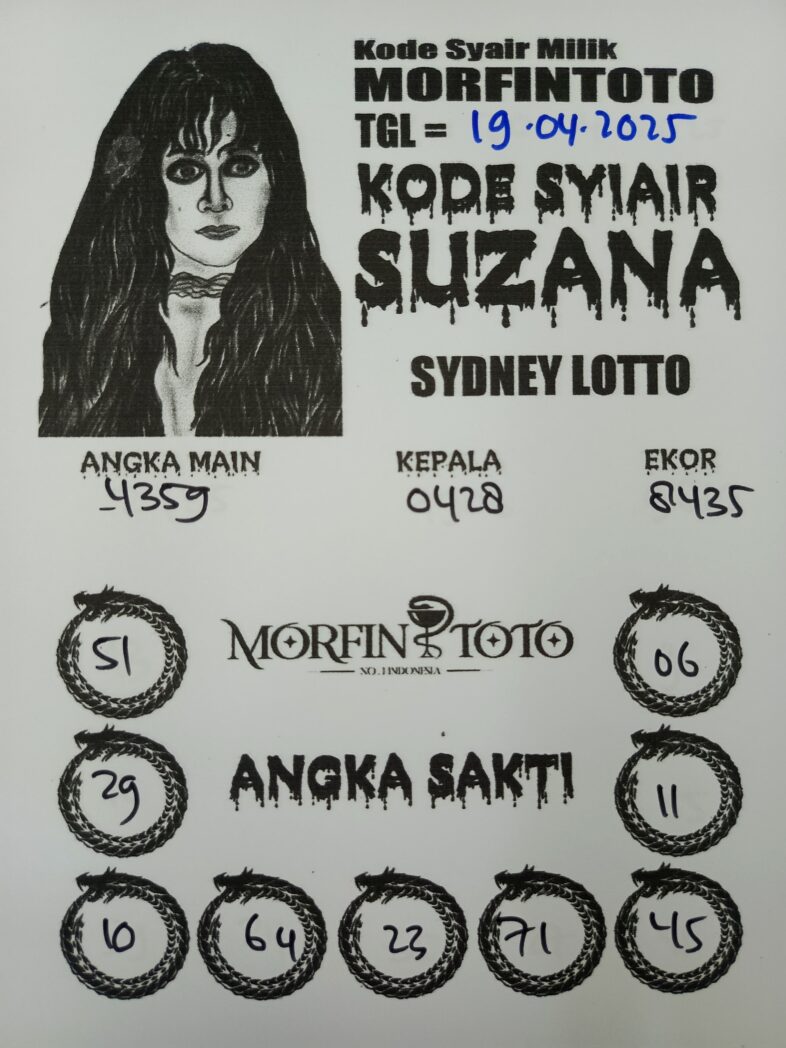 Kode Syair Milik
MORFINTOTO
TGL = 19.04.2025
KODE SYIAIR
SUZANA
SYDNEY LOTTO
ANGKA MAIN KEPALA EKOR
4359 0428 8435
51 MORFIN TOTO 06
NO.1 INDONESIA
29 ANGKA SAKTI 11
10 64 23 71 45